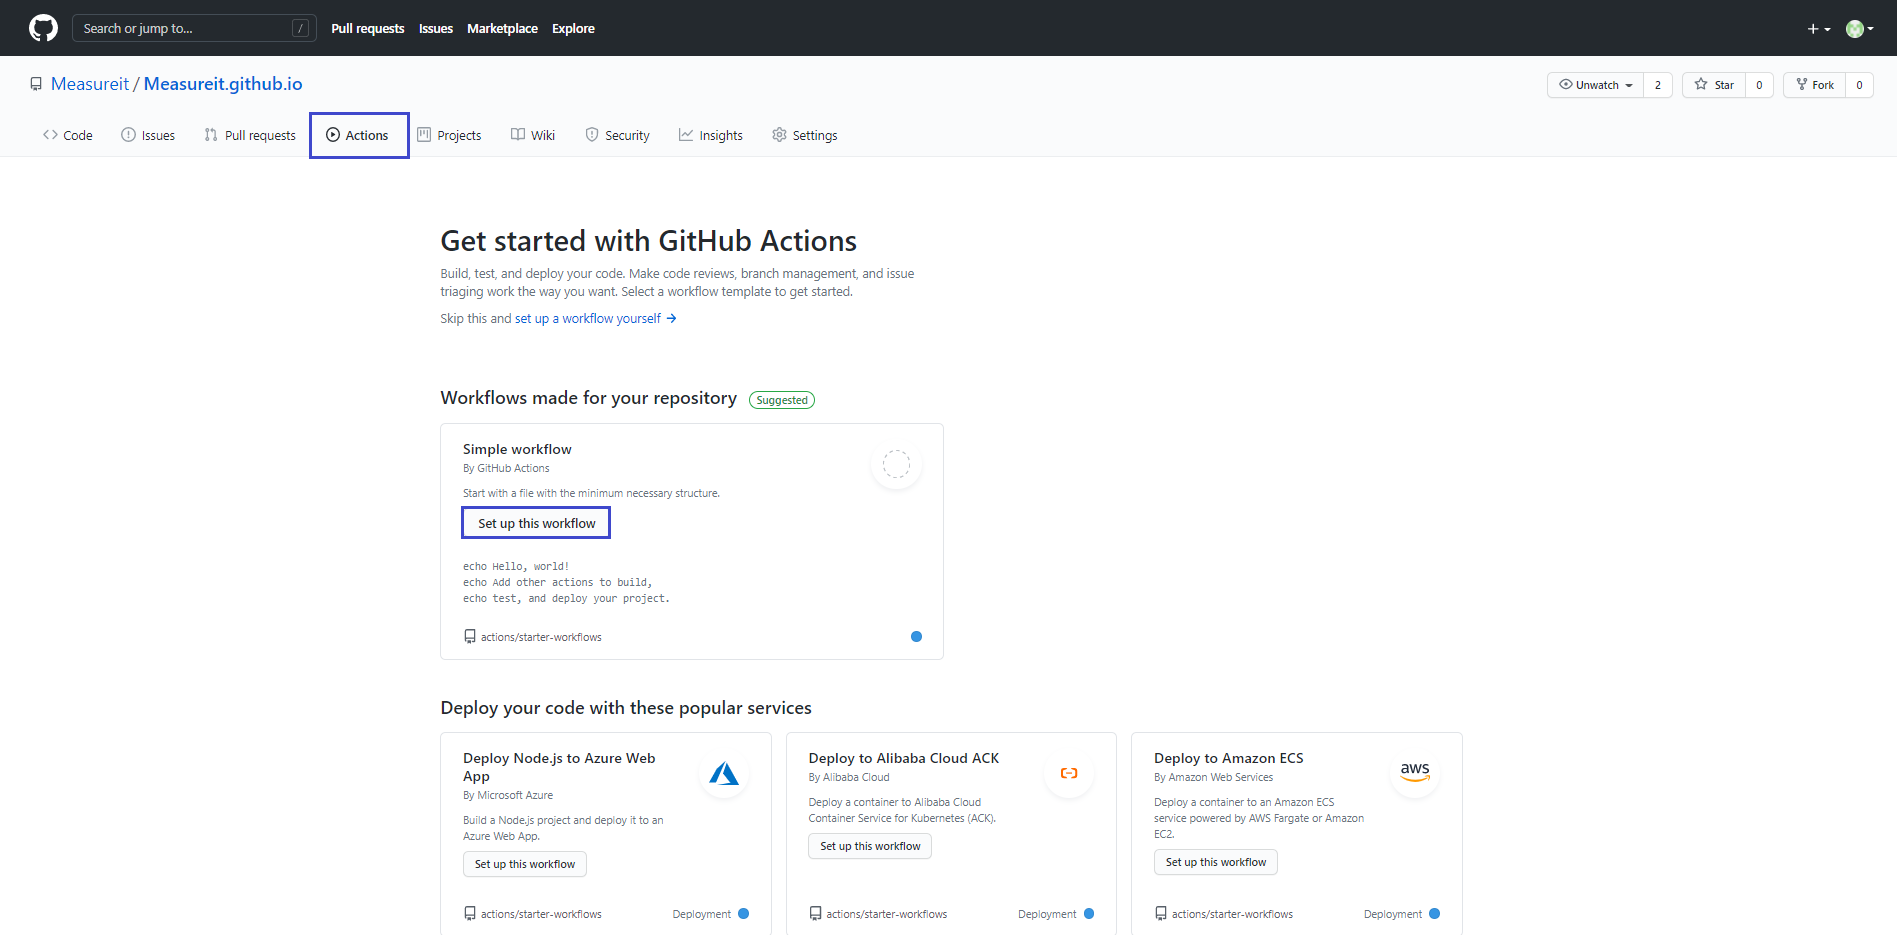 Search or jump to... /
Pull requests Issues Marketplace Explore
Measureit / Measureit.github.io
Unwatch 2 Star 0 Fork 0
Code Issues Pull requests Actions Projects Wiki Security Insights Settings
Get started with GitHub Actions
Build, test, and deploy your code. Make code reviews, branch management, and issue
triaging work the way you want. Select a workflow template to get started.
Skip this and set up a workflow yourself →
Workflows made for your repository Suggested
Simple workflow
By GitHub Actions
Start with a file with the minimum necessary structure.
Set up this workflow
echo Hello, world!
echo Add other actions to build,
echo test, and deploy your project.
actions/starter-workflows
Deploy your code with these popular services
Deploy Node.js to Azure Web
App
By Microsoft Azure
Build a Node.js project and deploy it to an
Azure Web App.
Set up this workflow
actions/starter-workflows Deployment
Deploy to Alibaba Cloud ACK
By Alibaba Cloud
Deploy a container to Alibaba Cloud
Container Service for Kubernetes (ACK).
Set up this workflow
actions/starter-workflows Deployment
Deploy to Amazon ECS
By Amazon Web Services
aws
Deploy a container to an Amazon ECS
service powered by AWS Fargate or Amazon
EC2.
Set up this workflow
actions/starter-workflows Deployment